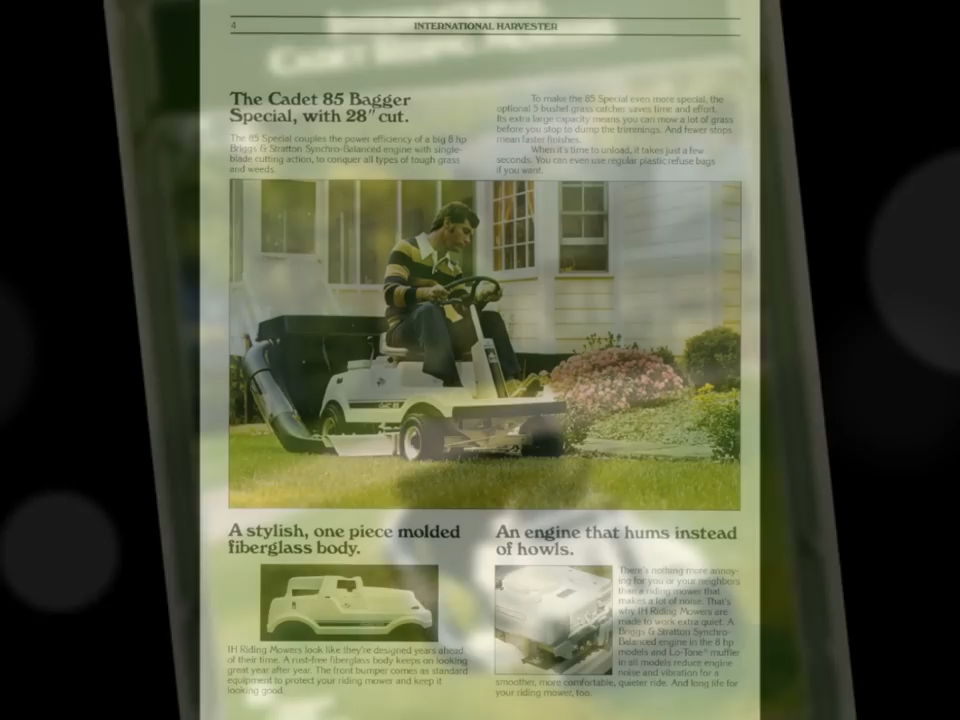 4
INTERNATIONAL HARVESTER
The Cadet 85 Bagger
Special, with 28" cut.
The 85 Special couples the power efficiency of a big 8 hp
Briggs & Stratton Synchro-Balanced engine with single-
blade cutting action, to conquer all types of tough grass
and weeds.
To make the 85 Special even more special, the
optional 5 bushel grass catcher saves time and effort.
Its extra large capacity means you can mow a lot of grass
before you stop to dump the trimmings. And fewer stops
mean faster finishes.
When it's time to unload, it takes just a few
seconds. You can even use regular plastic refuse bags
if you want.
A stylish, one piece molded
fiberglass body.
IH Riding Mowers look like they're designed years ahead
of their time. A rust-free fiberglass body keeps on looking
great year after year. The front bumper comes as standard
equipment to protect your riding mower and keep it
looking good.
An engine that hums instead
of howls.
There's nothing more annoy-
ing for you or your neighbors
than a riding mower that
makes a lot of noise. That's
why IH Riding Mowers are
made to work extra quiet. A
Briggs & Stratton Synchro-
Balanced engine in the 8 hp
models and Lo-Tone® muffler
in all models reduce engine
noise and vibration for a
smoother, more comfortable, quieter ride. And long life for
your riding mower, too.